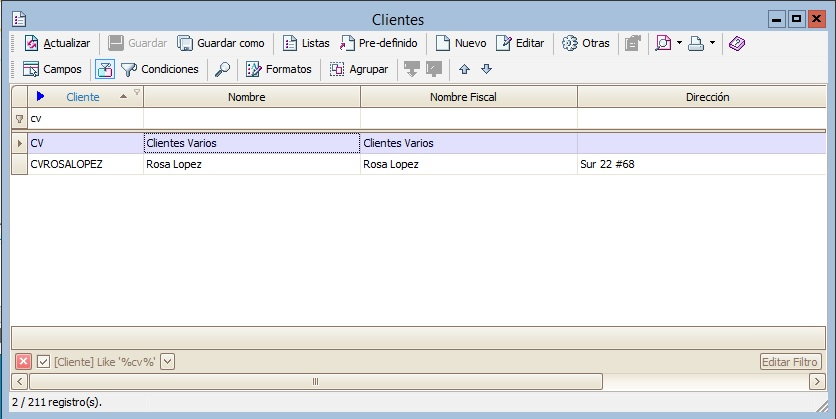 Clientes
Actualizar Guardar Guardar como Listas Pre-definido Nuevo Editar Otras
Campos Condiciones Formatos Agrupar
Cliente Nombre Nombre Fiscal Dirección
cv
CV Clientes Varios Clientes Varios
CVROSALOPEZ Rosa Lopez Rosa Lopez Sur 22 #68
[Cliente] Like '%cv%' Editar Filtro
2 / 211 registro(s).